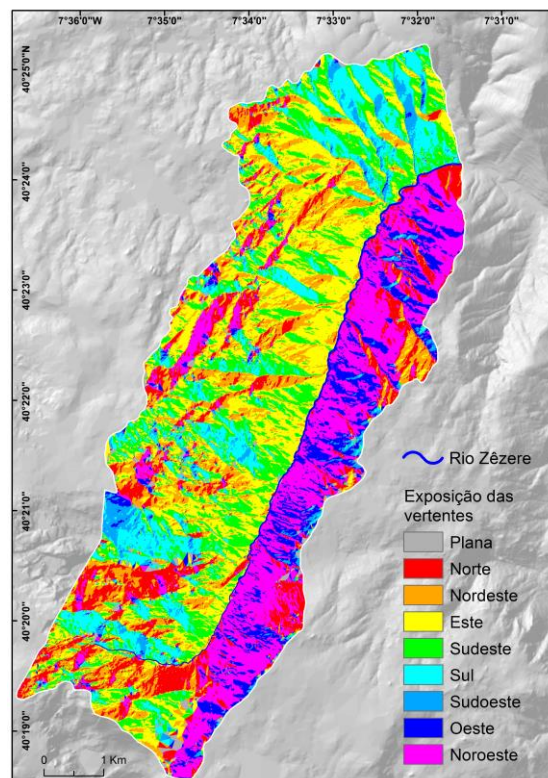 7°36'0"W
7°35'0"W
7°34'0"W
7°33'0"W
7°32'0"W
7°31'0"W
40°25'0"N
40°24'0"N
40°23'0"N
40°22'0"N
40°21'0"N
40°20'0"N
40°19'0"N
Rio Zêzere
Exposição das
vertentes
Plana
Norte
Nordeste
Este
Sudeste
Sul
Sudoeste
Oeste
Noroeste
0 1 Km